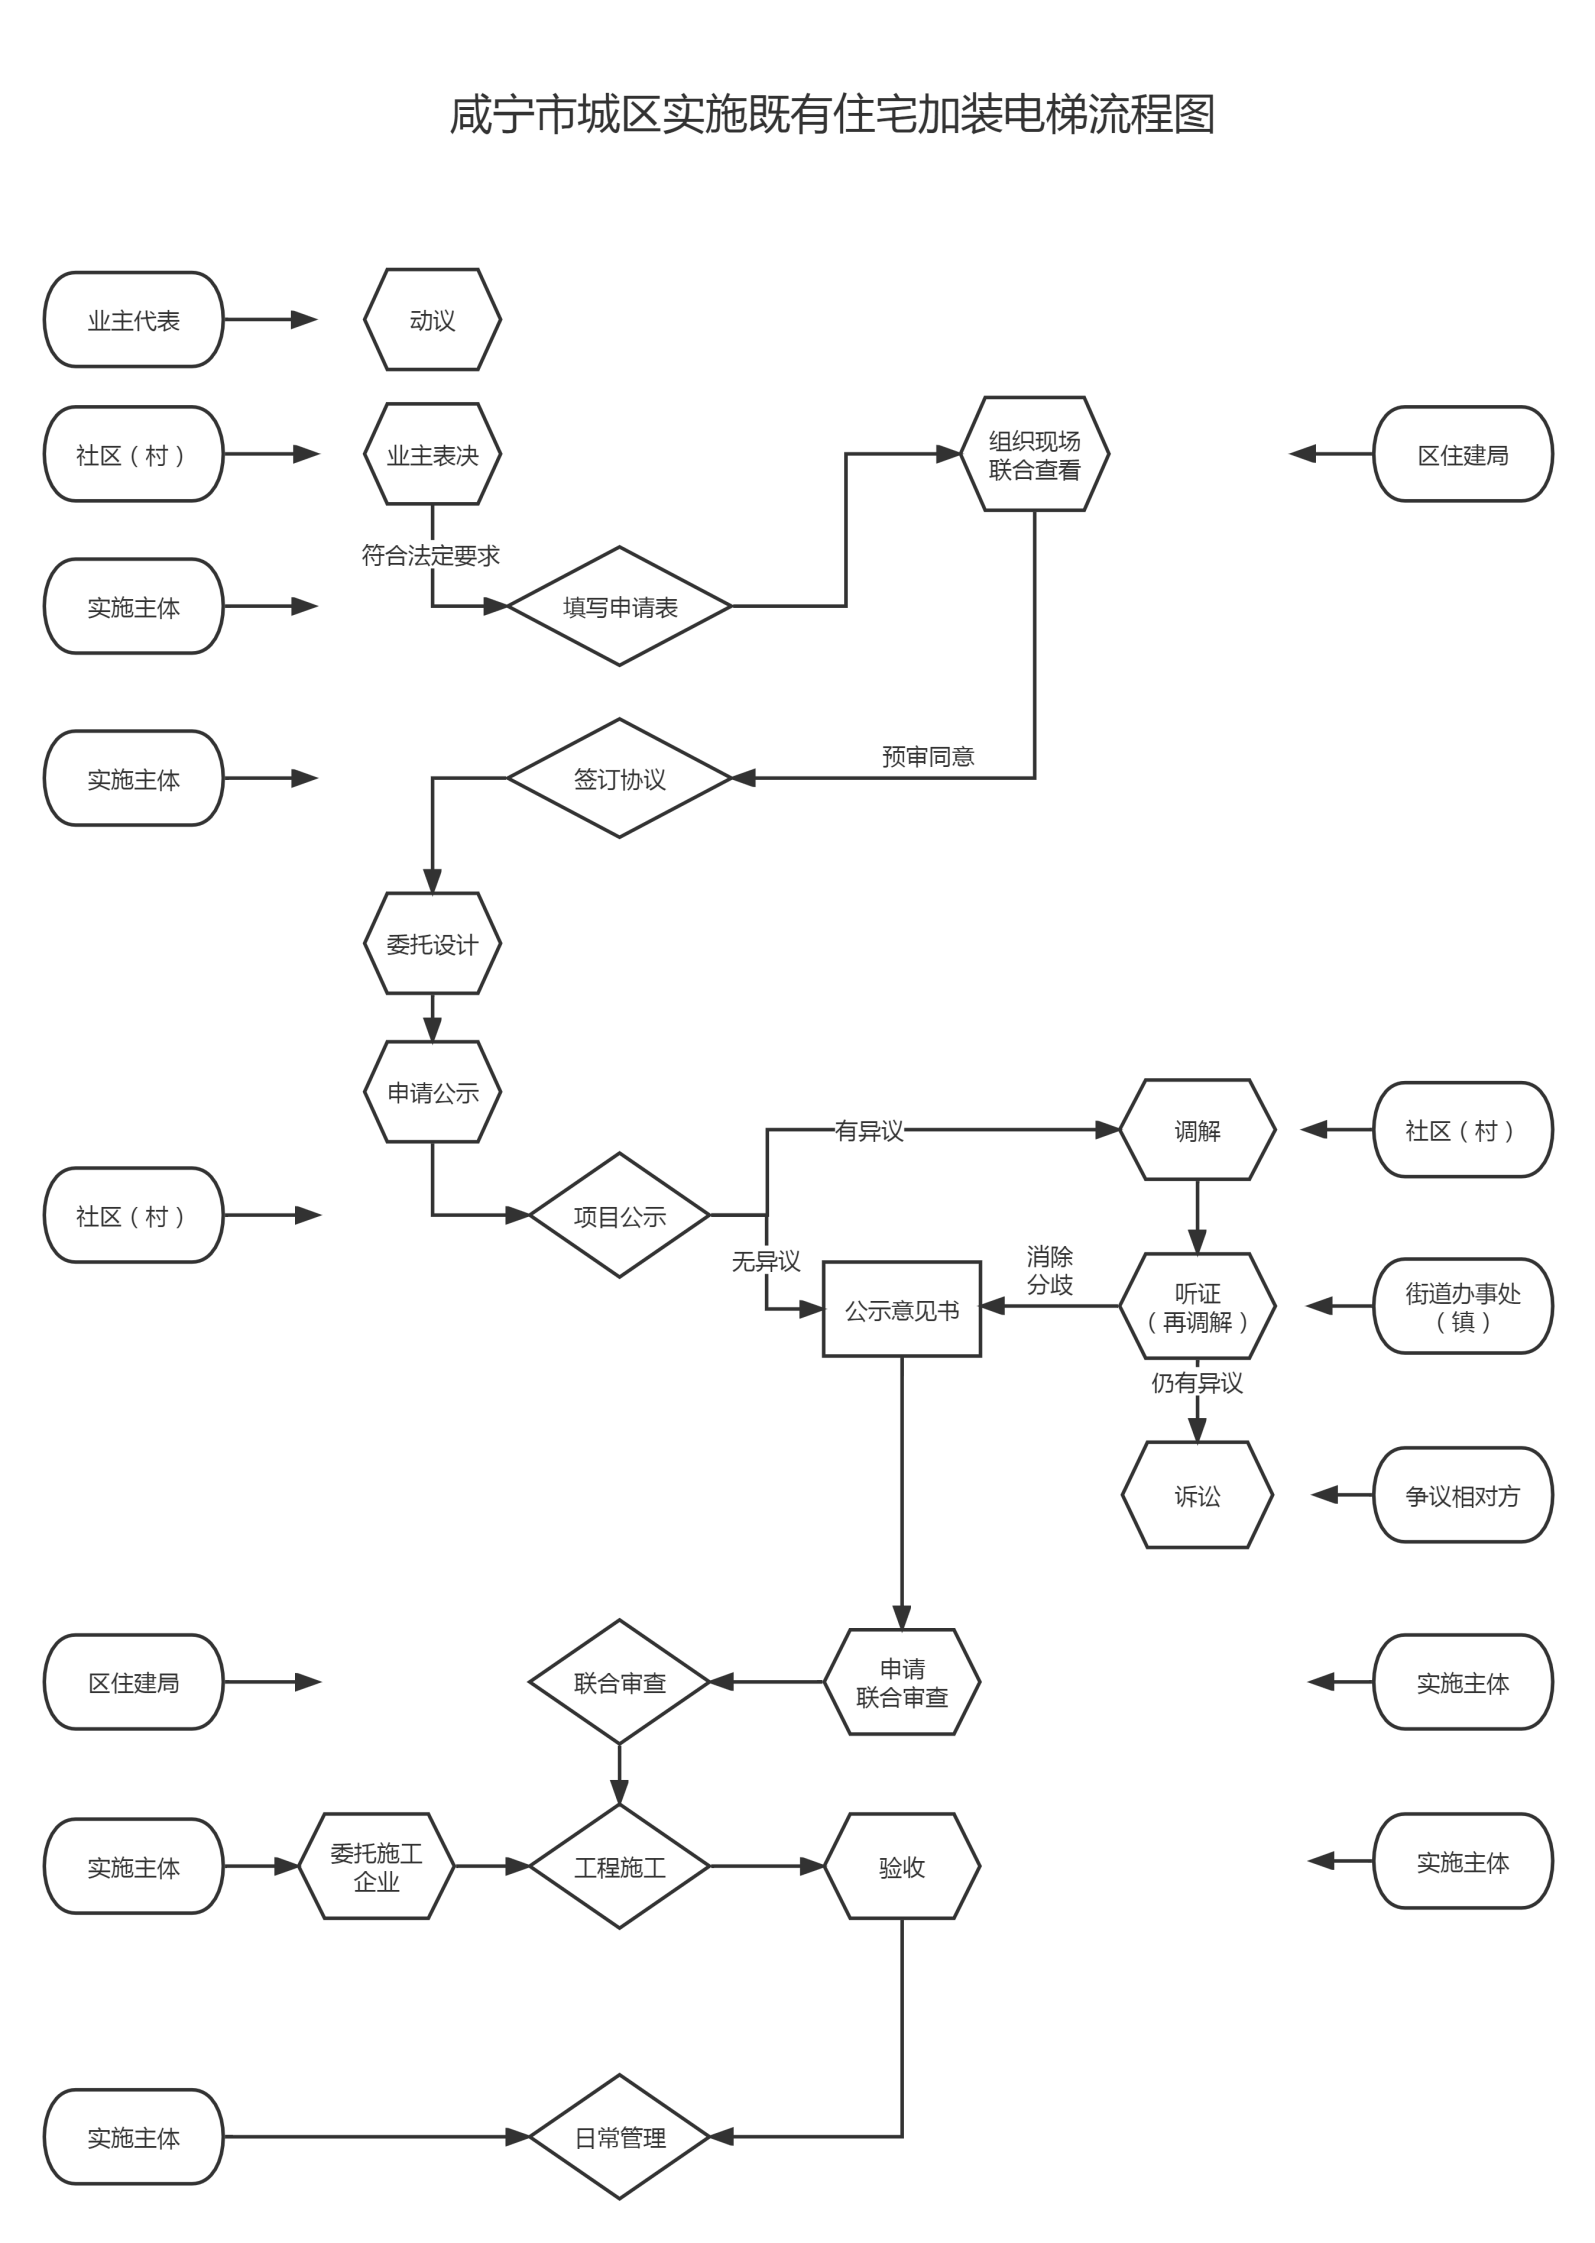 咸宁市城区实施既有住宅加装电梯流程图
业主代表
动议
社区（村）
业主表决
组织现场
联合查看
区住建局
符合法定要求
实施主体
填写申请表
实施主体
签订协议
预审同意
委托设计
申请公示
有异议
调解
社区（村）
社区（村）
项目公示
无异议
公示意见书
消除
分歧
听证
（再调解）
街道办事处
（镇）
仍有异议
诉讼
争议相对方
区住建局
联合审查
申请
联合审查
实施主体
实施主体
委托施工
企业
工程施工
验收
实施主体
实施主体
日常管理